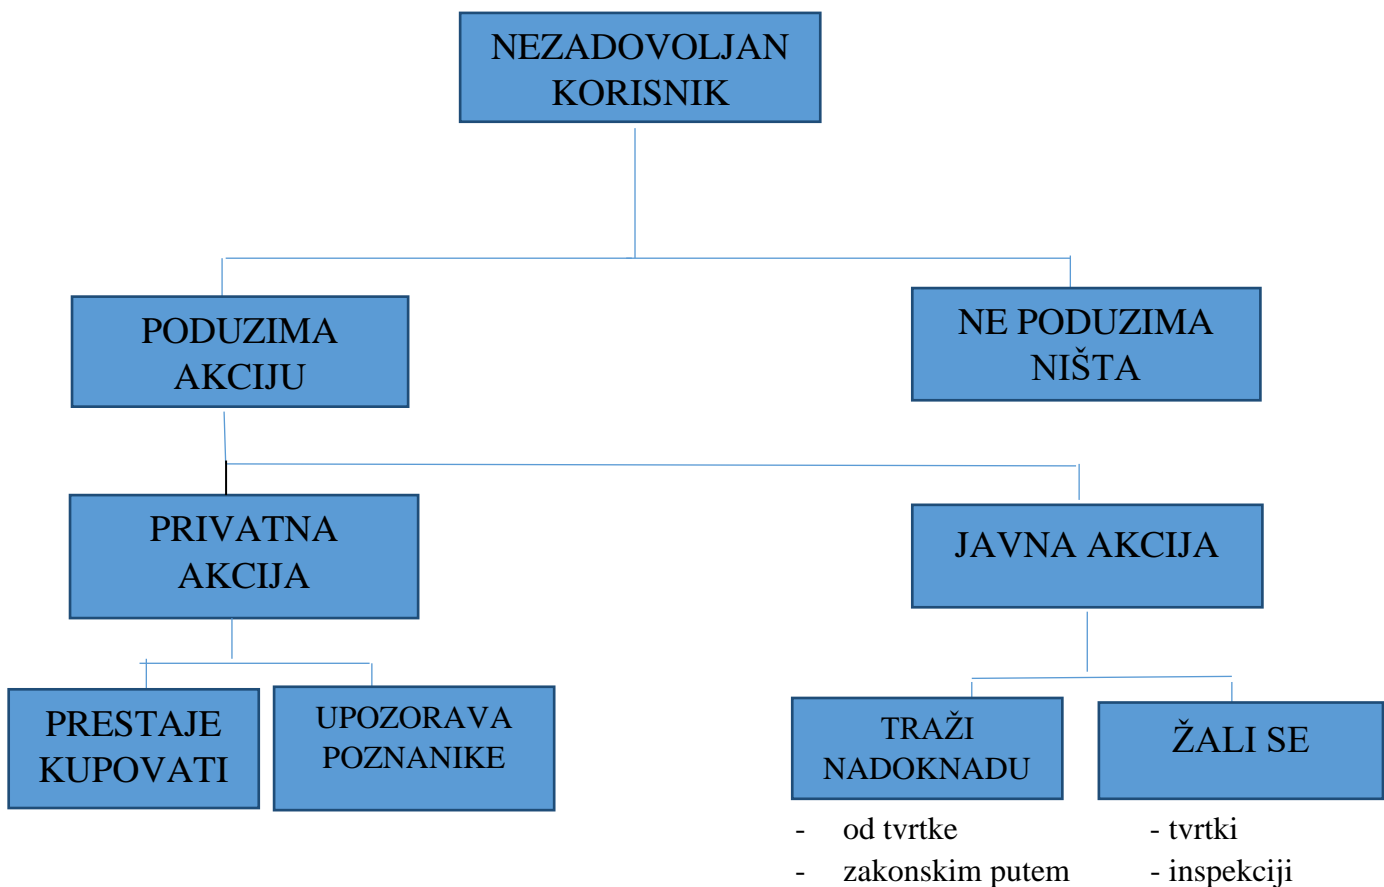 NEZADOVOLJAN
KORISNIK
PODUZIMA
AKCIJU
NE PODUZIMA
NIŠTA
PRIVATNA
AKCIJA
JAVNA AKCIJA
PRESTAJE
KUPOVATI
UPOZORAVA
POZNANIKE
TRAŽI
NADOKNADU
ŽALI SE
- od tvrtke
- zakonskim putem
- tvrtki
- inspekciji